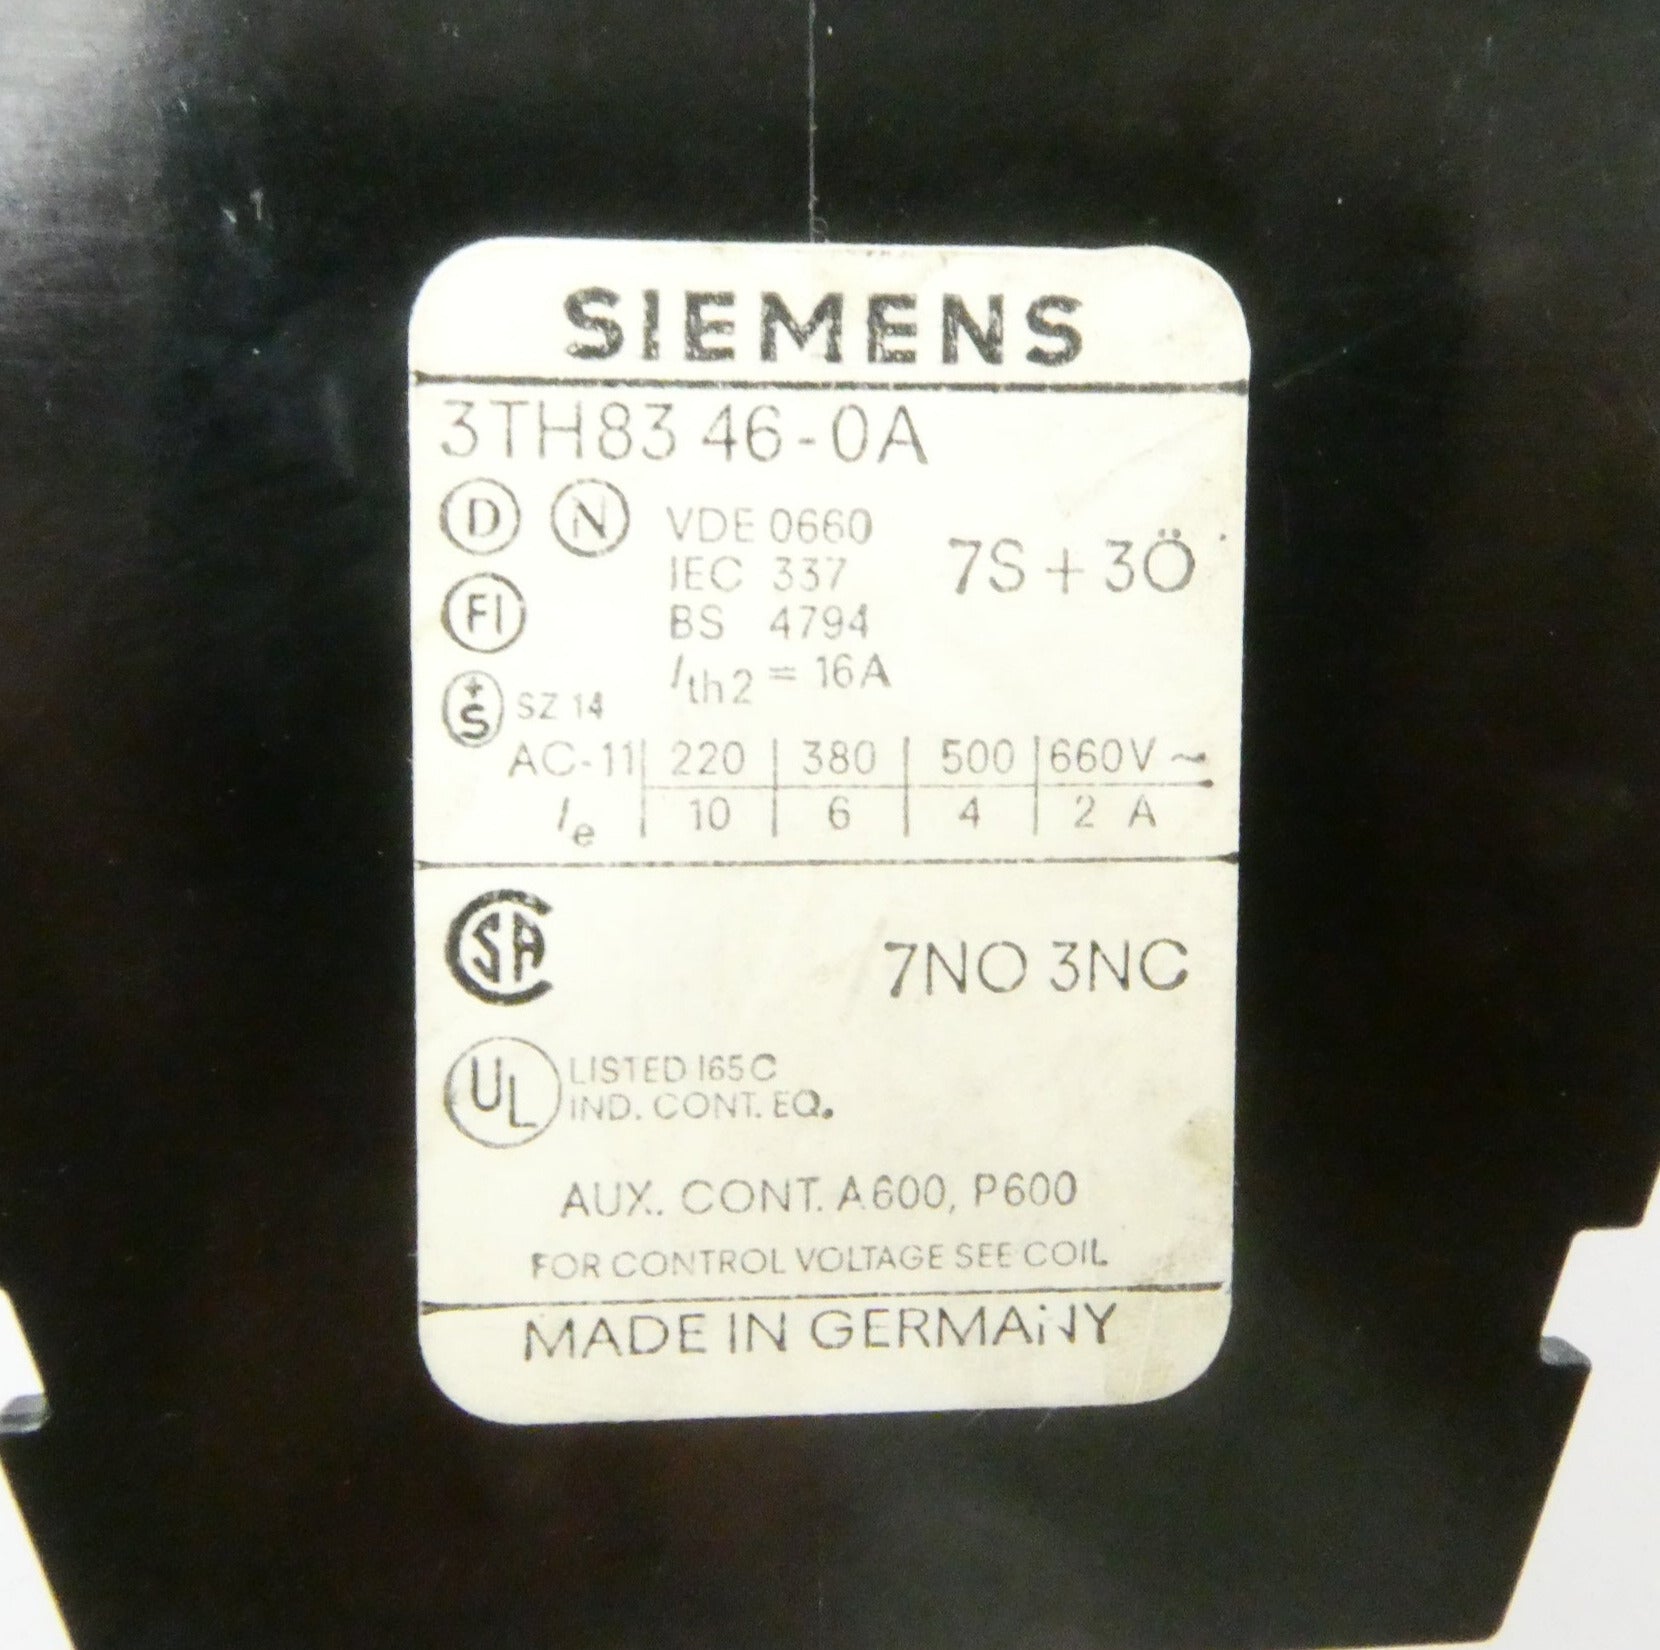 SIEMENS
3TH83 46-0A
D N VDE 0660
IEC 337 7S + 3Ö
FI BS 4794
Ith2 = 16A
+S SZ 14
AC-11 220 380 500 660V ~
Ie 10 6 4 2 A
CSA 7NO 3NC
UL LISTED 165C
IND. CONT. EQ.
AUX. CONT. A600, P600
FOR CONTROL VOLTAGE SEE COIL
MADE IN GERMANY